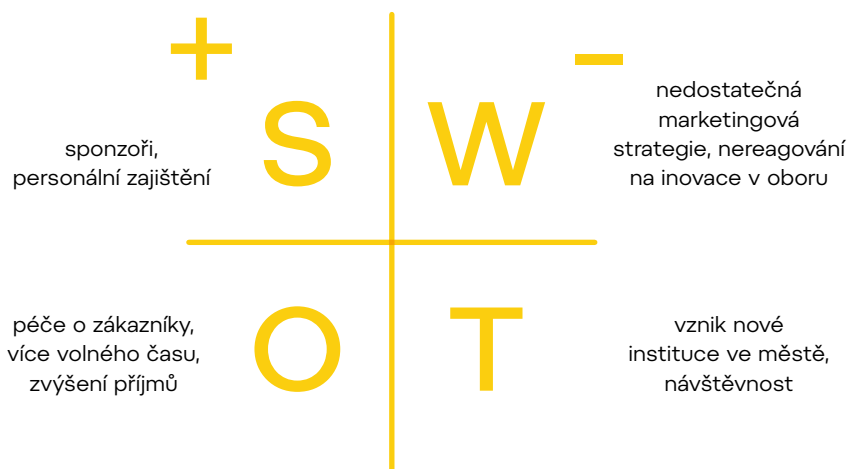 +
–
S
W
sponzoři,
personální zajištění
nedostatečná
marketingová
strategie, nereagování
na inovace v oboru
O
T
péče o zákazníky,
více volného času,
zvýšení příjmů
vznik nové
instituce ve městě,
návštěvnost